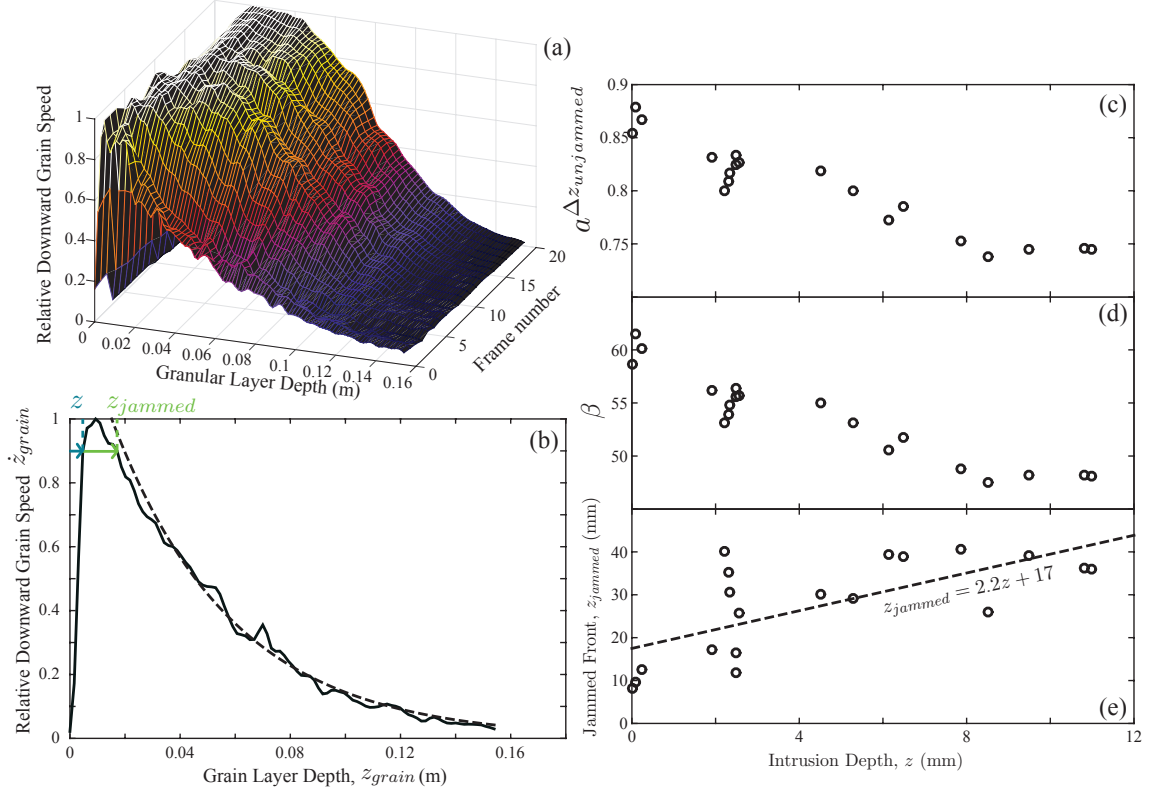 (a)
Relative Downward Grain Speed
1
0.8
0.6
0.4
0.2
0
0
0.02
0.04
0.06
0.08
0.1
0.12
0.14
0.16
Granular Layer Depth (m)
0
5
10
15
20
Frame number
(b)
z
z_jammed
Relative Downward Grain Speed ż_grain
1
0.8
0.6
0.4
0.2
0
0
0.04
0.08
0.12
0.16
Grain Layer Depth, z_grain (m)
(c)
a^Δz_unjammed
0.9
0.85
0.8
0.75
(d)
β
60
55
50
(e)
Jammed Front, z_jammed (mm)
40
30
20
10
0
z_jammed = 2.2z + 17
0
2
4
6
8
10
12
Intrusion Depth, z (mm)